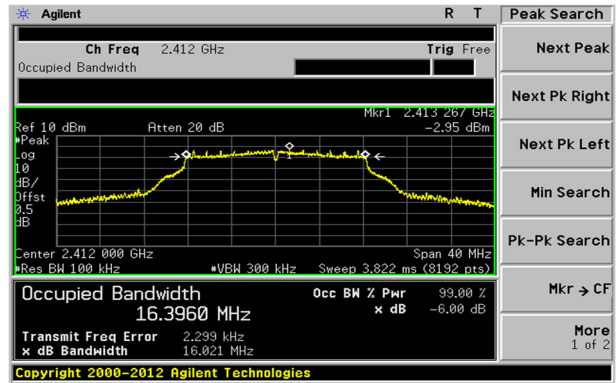 Agilent R T Peak Search
Ch Freq 2.412 GHz Trig Free
Occupied Bandwidth
Next Peak
Next Pk Right
Next Pk Left
Min Search
Pk-Pk Search
Mkr → CF
More
1 of 2
Mkr1 2.413 267 GHz
Ref 10 dBm Atten 20 dB -2.95 dBm
#Peak
Log
10
dB/
Offst
0.5
dB
1
Center 2.412 000 GHz Span 40 MHz
#Res BW 100 kHz #VBW 300 kHz Sweep 3.822 ms (8192 pts)
Occupied Bandwidth Occ BW % Pwr 99.00 %
16.3960 MHz x dB -6.00 dB
Transmit Freq Error 2.299 kHz
x dB Bandwidth 16.021 MHz
Copyright 2000-2012 Agilent Technologies